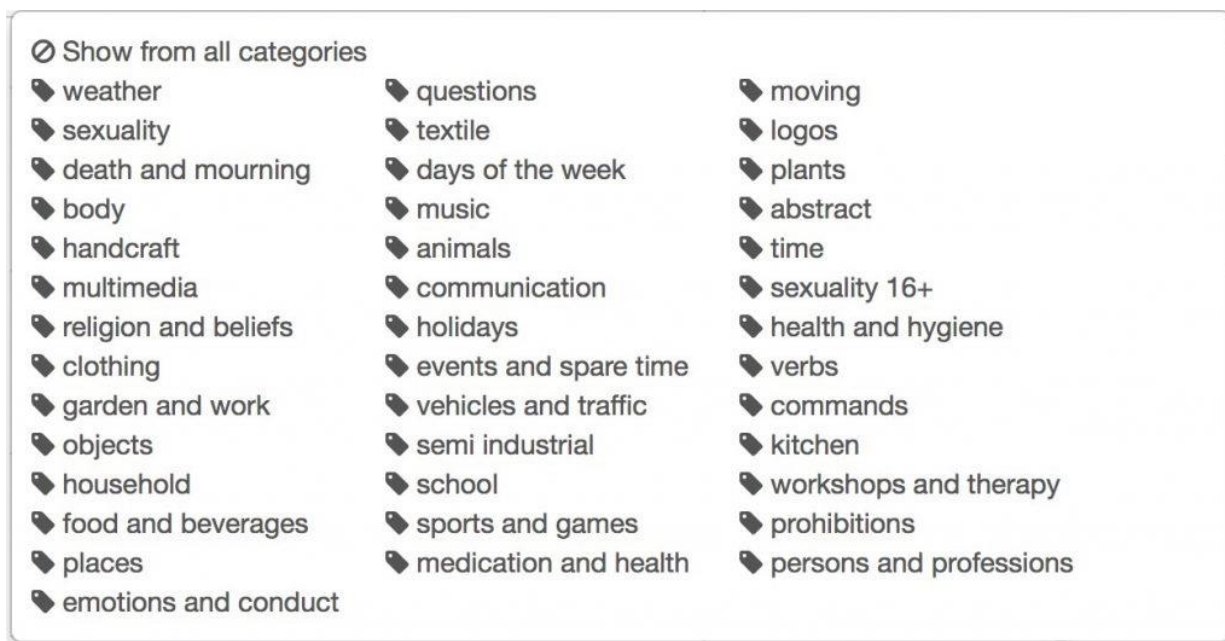 Show from all categories
weather
sexuality
death and mourning
body
handcraft
multimedia
religion and beliefs
clothing
garden and work
objects
household
food and beverages
places
emotions and conduct
questions
textile
days of the week
music
animals
communication
holidays
events and spare time
vehicles and traffic
semi industrial
school
sports and games
medication and health
moving
logos
plants
abstract
time
sexuality 16+
health and hygiene
verbs
commands
kitchen
workshops and therapy
prohibitions
persons and professions